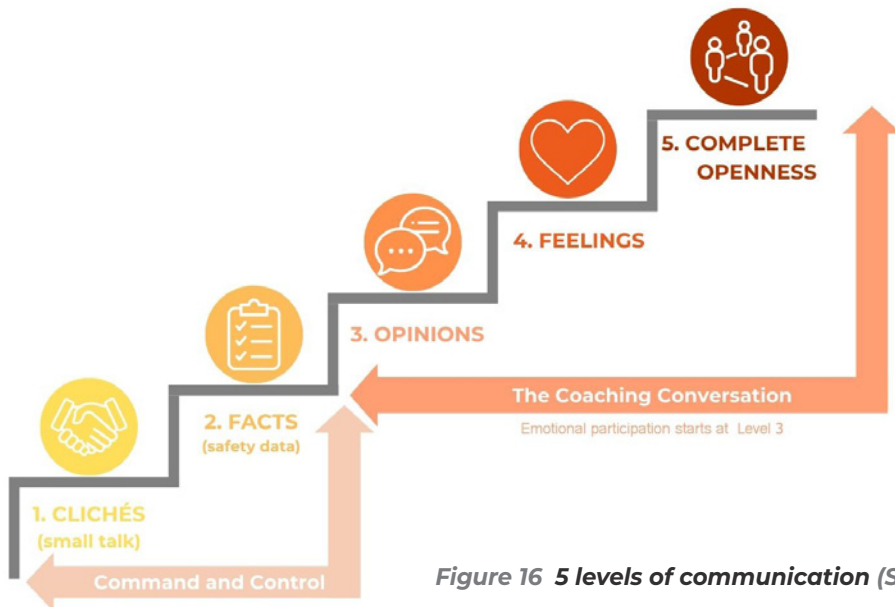 5. COMPLETE
OPENNESS
4. FEELINGS
3. OPINIONS
The Coaching Conversation
Emotional participation starts at Level 3
2. FACTS
(safety data)
1. CLICHÉS
(small talk)
Command and Control
Figure 16 5 levels of communication (S